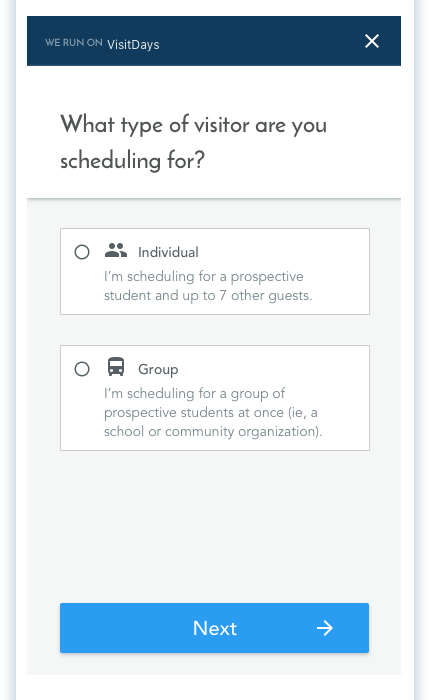 WE RUN ON VisitDays
What type of visitor are you
scheduling for?
Individual
I'm scheduling for a prospective
student and up to 7 other guests.
Group
I'm scheduling for a group of
prospective students at once (ie, a
school or community organization).
Next